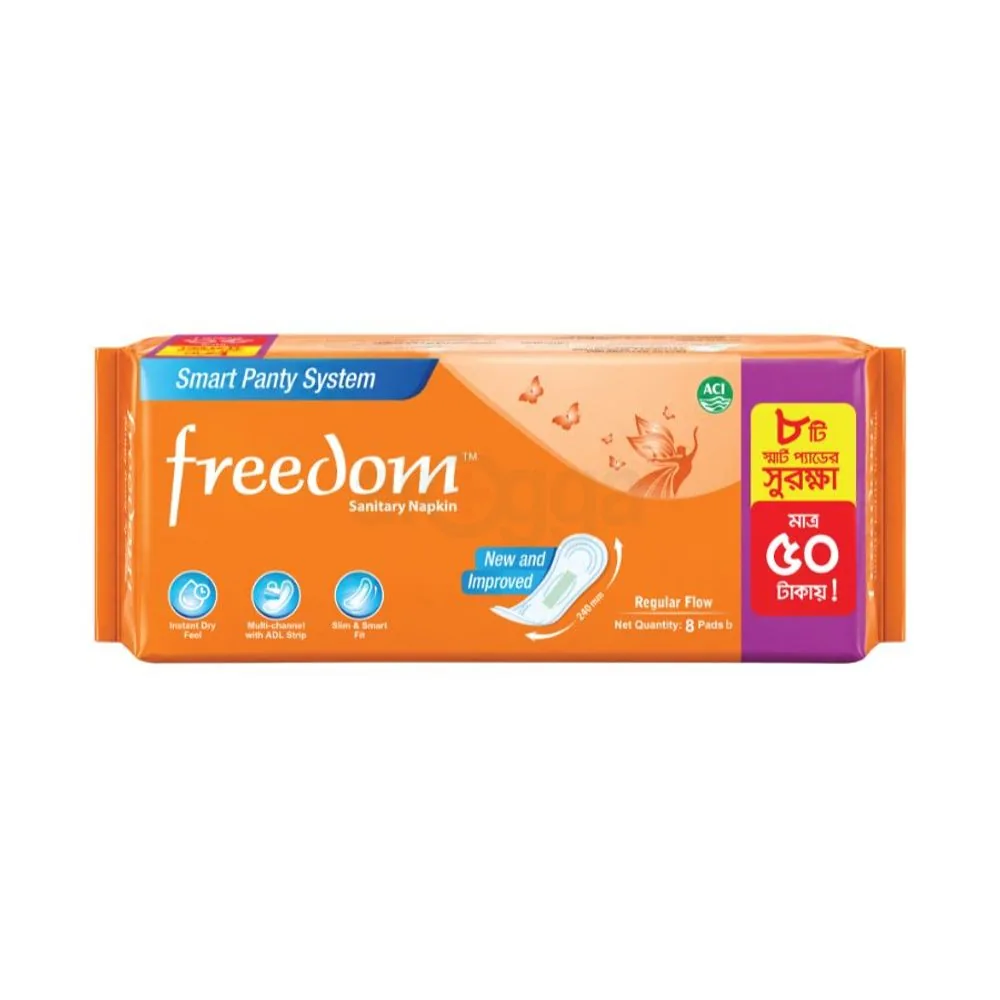 Smart Panty System
freedom™
Sanitary Napkin
ACI
New and
Improved
240 mm
Instant Dry
Feel
Multi-channel
with ADL Strip
Slim & Smart
Fit
Regular Flow
Net Quantity: 8 Pads b
৮টি
স্মার্ট প্যাডের
সুরক্ষা
মাত্র
৫০
টাকায়!